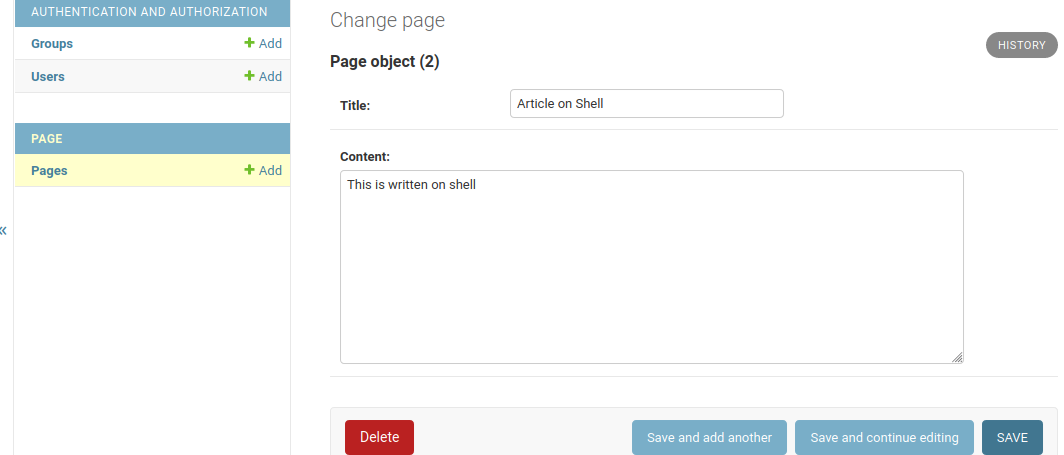 AUTHENTICATION AND AUTHORIZATION
Groups
+ Add
Users
+ Add
PAGE
Pages
+ Add
«
Change page
Page object (2)
HISTORY
Title:
Article on Shell
Content:
This is written on shell
Delete
Save and add another
Save and continue editing
SAVE